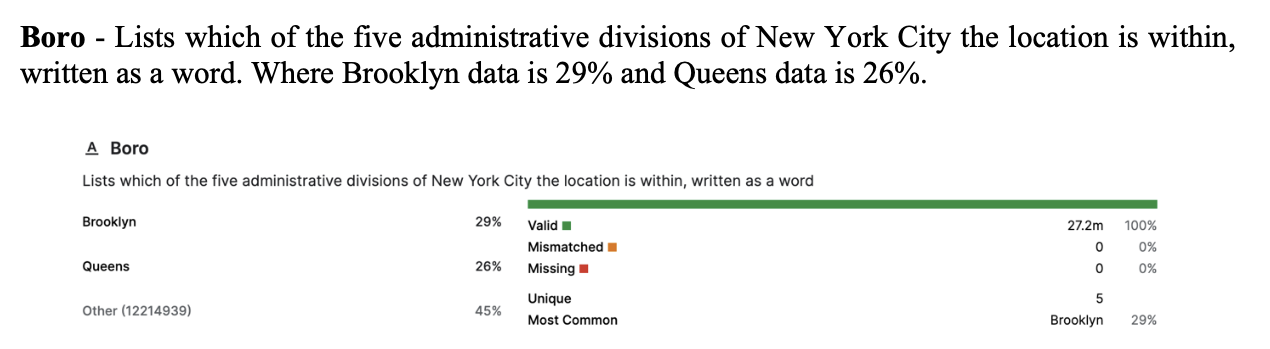 Boro - Lists which of the five administrative divisions of New York City the location is within,
written as a word. Where Brooklyn data is 29% and Queens data is 26%.
A Boro
Lists which of the five administrative divisions of New York City the location is within, written as a word
Brooklyn 29%
Queens 26%
Other (12214939) 45%
Valid 27.2m 100%
Mismatched 0 0%
Missing 0 0%
Unique 5
Most Common Brooklyn 29%